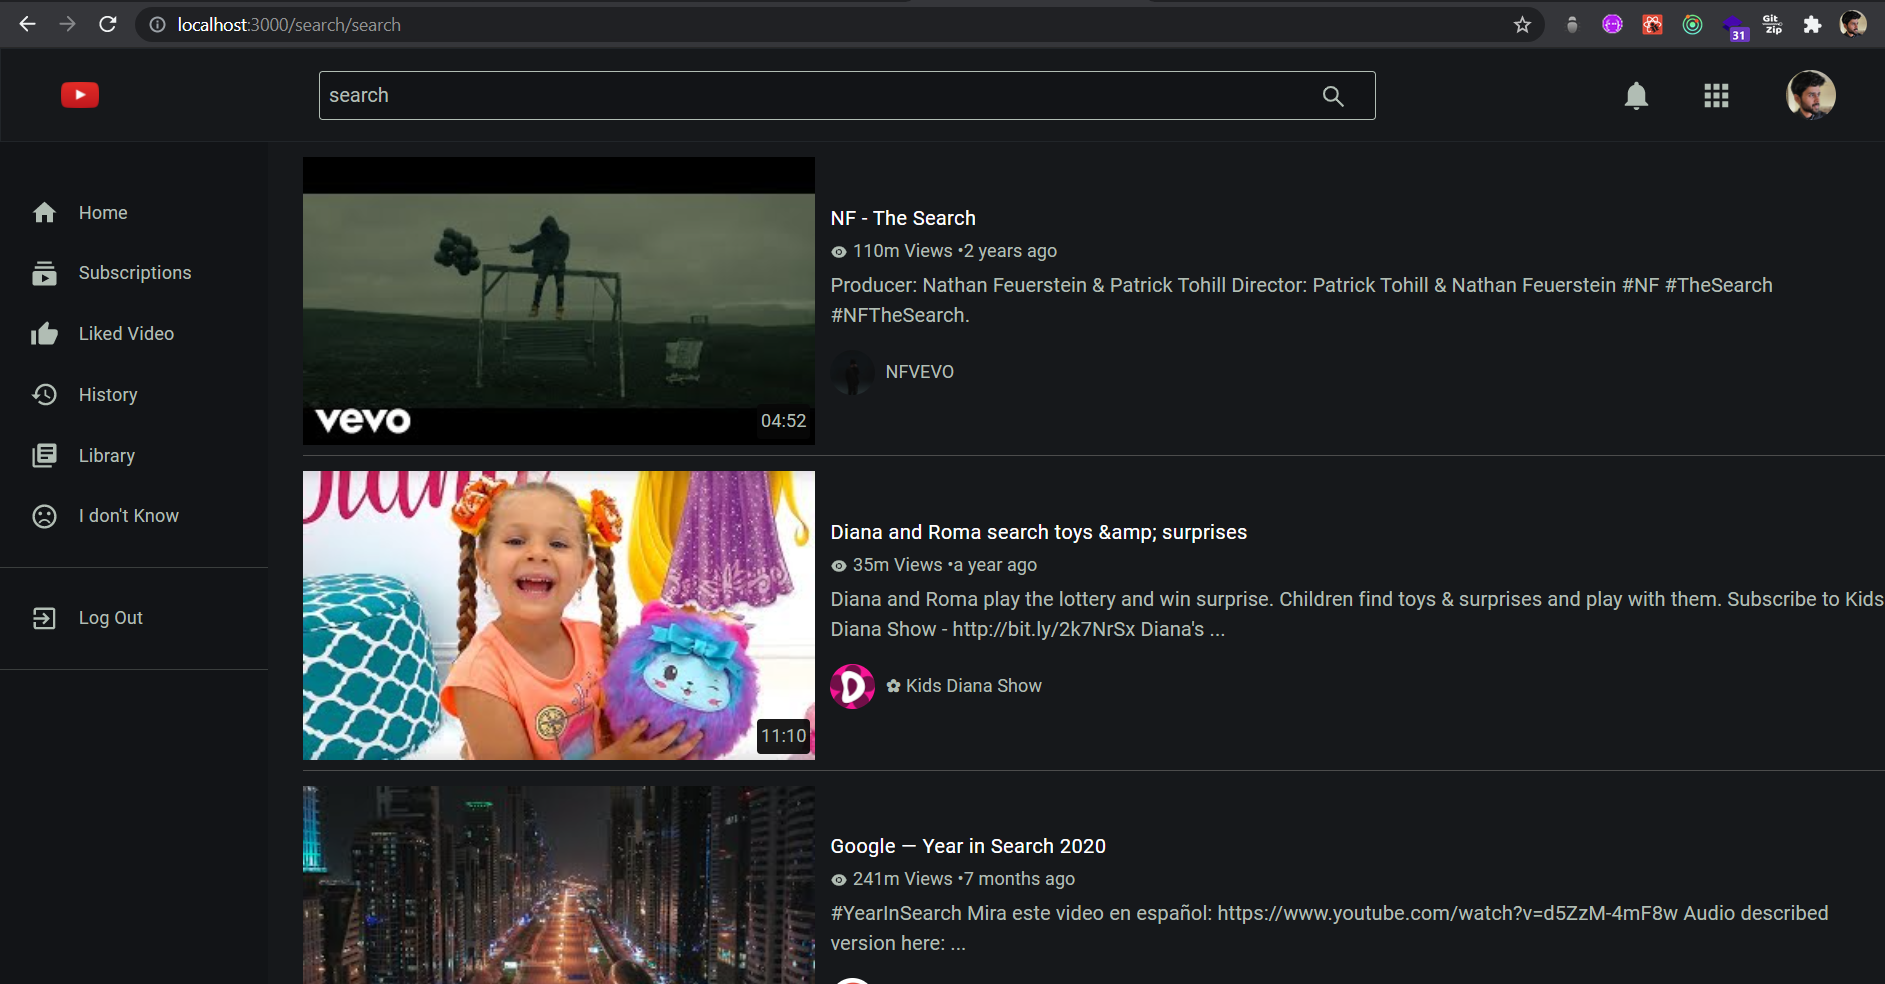 localhost:3000/search/search
31
Git
Zip
search
Home
Subscriptions
Liked Video
History
Library
I don't Know
Log Out
vevo
04:52
NF - The Search
110m Views •2 years ago
Producer: Nathan Feuerstein & Patrick Tohill Director: Patrick Tohill & Nathan Feuerstein #NF #TheSearch
#NFTheSearch.
NFVEVO
11:10
Diana and Roma search toys &amp; surprises
35m Views •a year ago
Diana and Roma play the lottery and win surprise. Children find toys & surprises and play with them. Subscribe to Kids
Diana Show - http://bit.ly/2k7NrSx Diana's ...
D
✿ Kids Diana Show
Google — Year in Search 2020
241m Views •7 months ago
#YearInSearch Mira este video en español: https://www.youtube.com/watch?v=d5ZzM-4mF8w Audio described
version here: ...